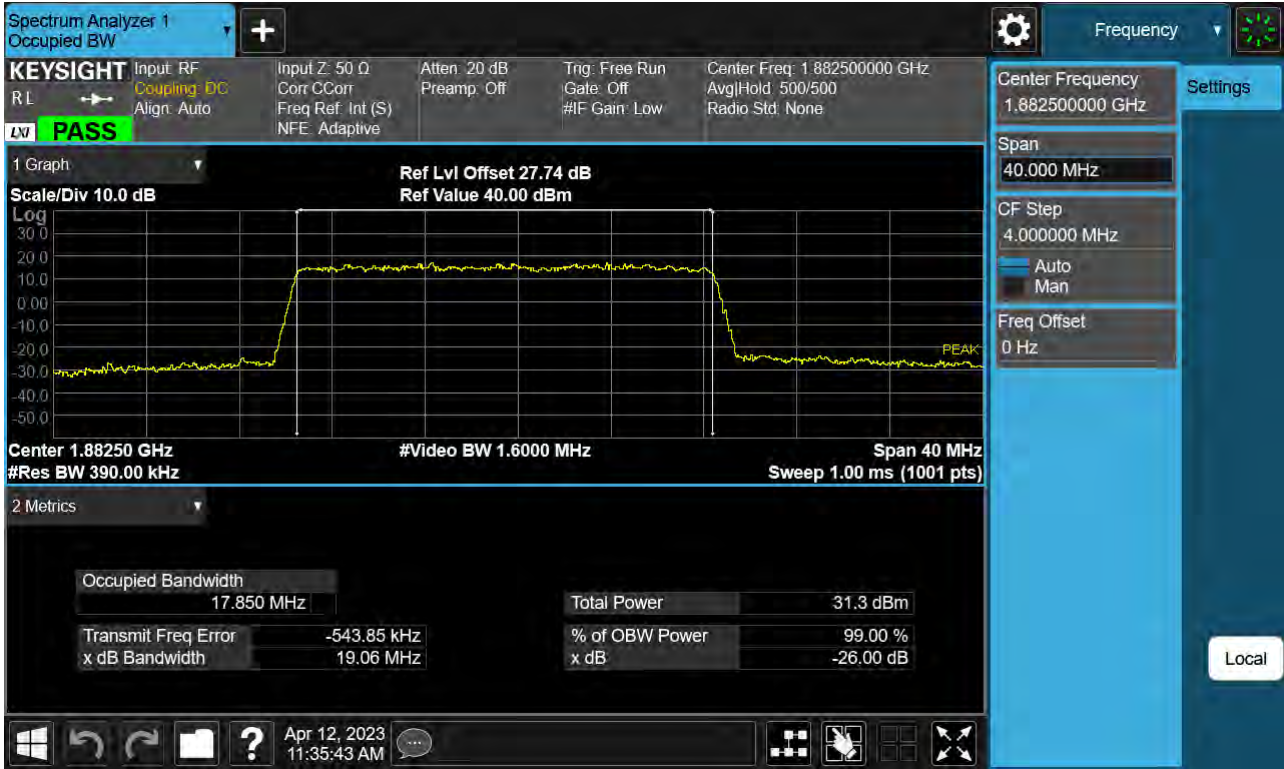 Spectrum Analyzer 1
Occupied BW
Frequency
KEYSIGHT
RL
LXI
PASS
Input: RF
Coupling: DC
Align: Auto
Input Z: 50 Ω
Corr CCorr
Freq Ref: Int (S)
NFE: Adaptive
Atten: 20 dB
Preamp: Off
Trig: Free Run
Gate: Off
#IF Gain: Low
Center Freq: 1.882500000 GHz
Avg|Hold: 500/500
Radio Std: None
Center Frequency
1.882500000 GHz
Settings
Span
40.000 MHz
CF Step
4.000000 MHz
Auto
Man
Freq Offset
0 Hz
1 Graph
Scale/Div 10.0 dB
Ref Lvl Offset 27.74 dB
Ref Value 40.00 dBm
Log
30.0
20.0
10.0
0.00
-10.0
-20.0
-30.0
-40.0
-50.0
PEAK
Center 1.88250 GHz
#Video BW 1.6000 MHz
Span 40 MHz
#Res BW 390.00 kHz
Sweep 1.00 ms (1001 pts)
2 Metrics
Occupied Bandwidth
17.850 MHz
Total Power 31.3 dBm
Transmit Freq Error -543.85 kHz
% of OBW Power 99.00 %
x dB Bandwidth 19.06 MHz
x dB -26.00 dB
Local
?
Apr 12, 2023
11:35:43 AM